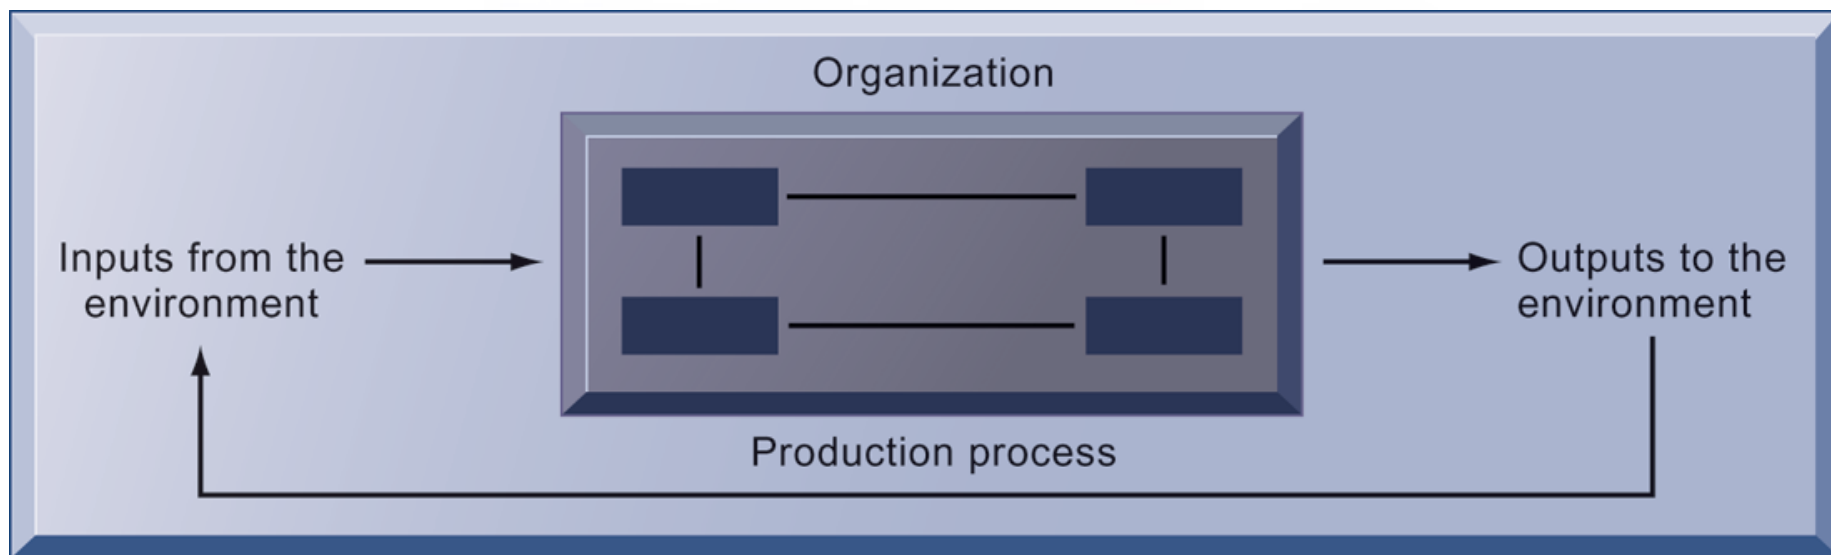 Organization
Inputs from the
environment
Outputs to the
environment
Production process